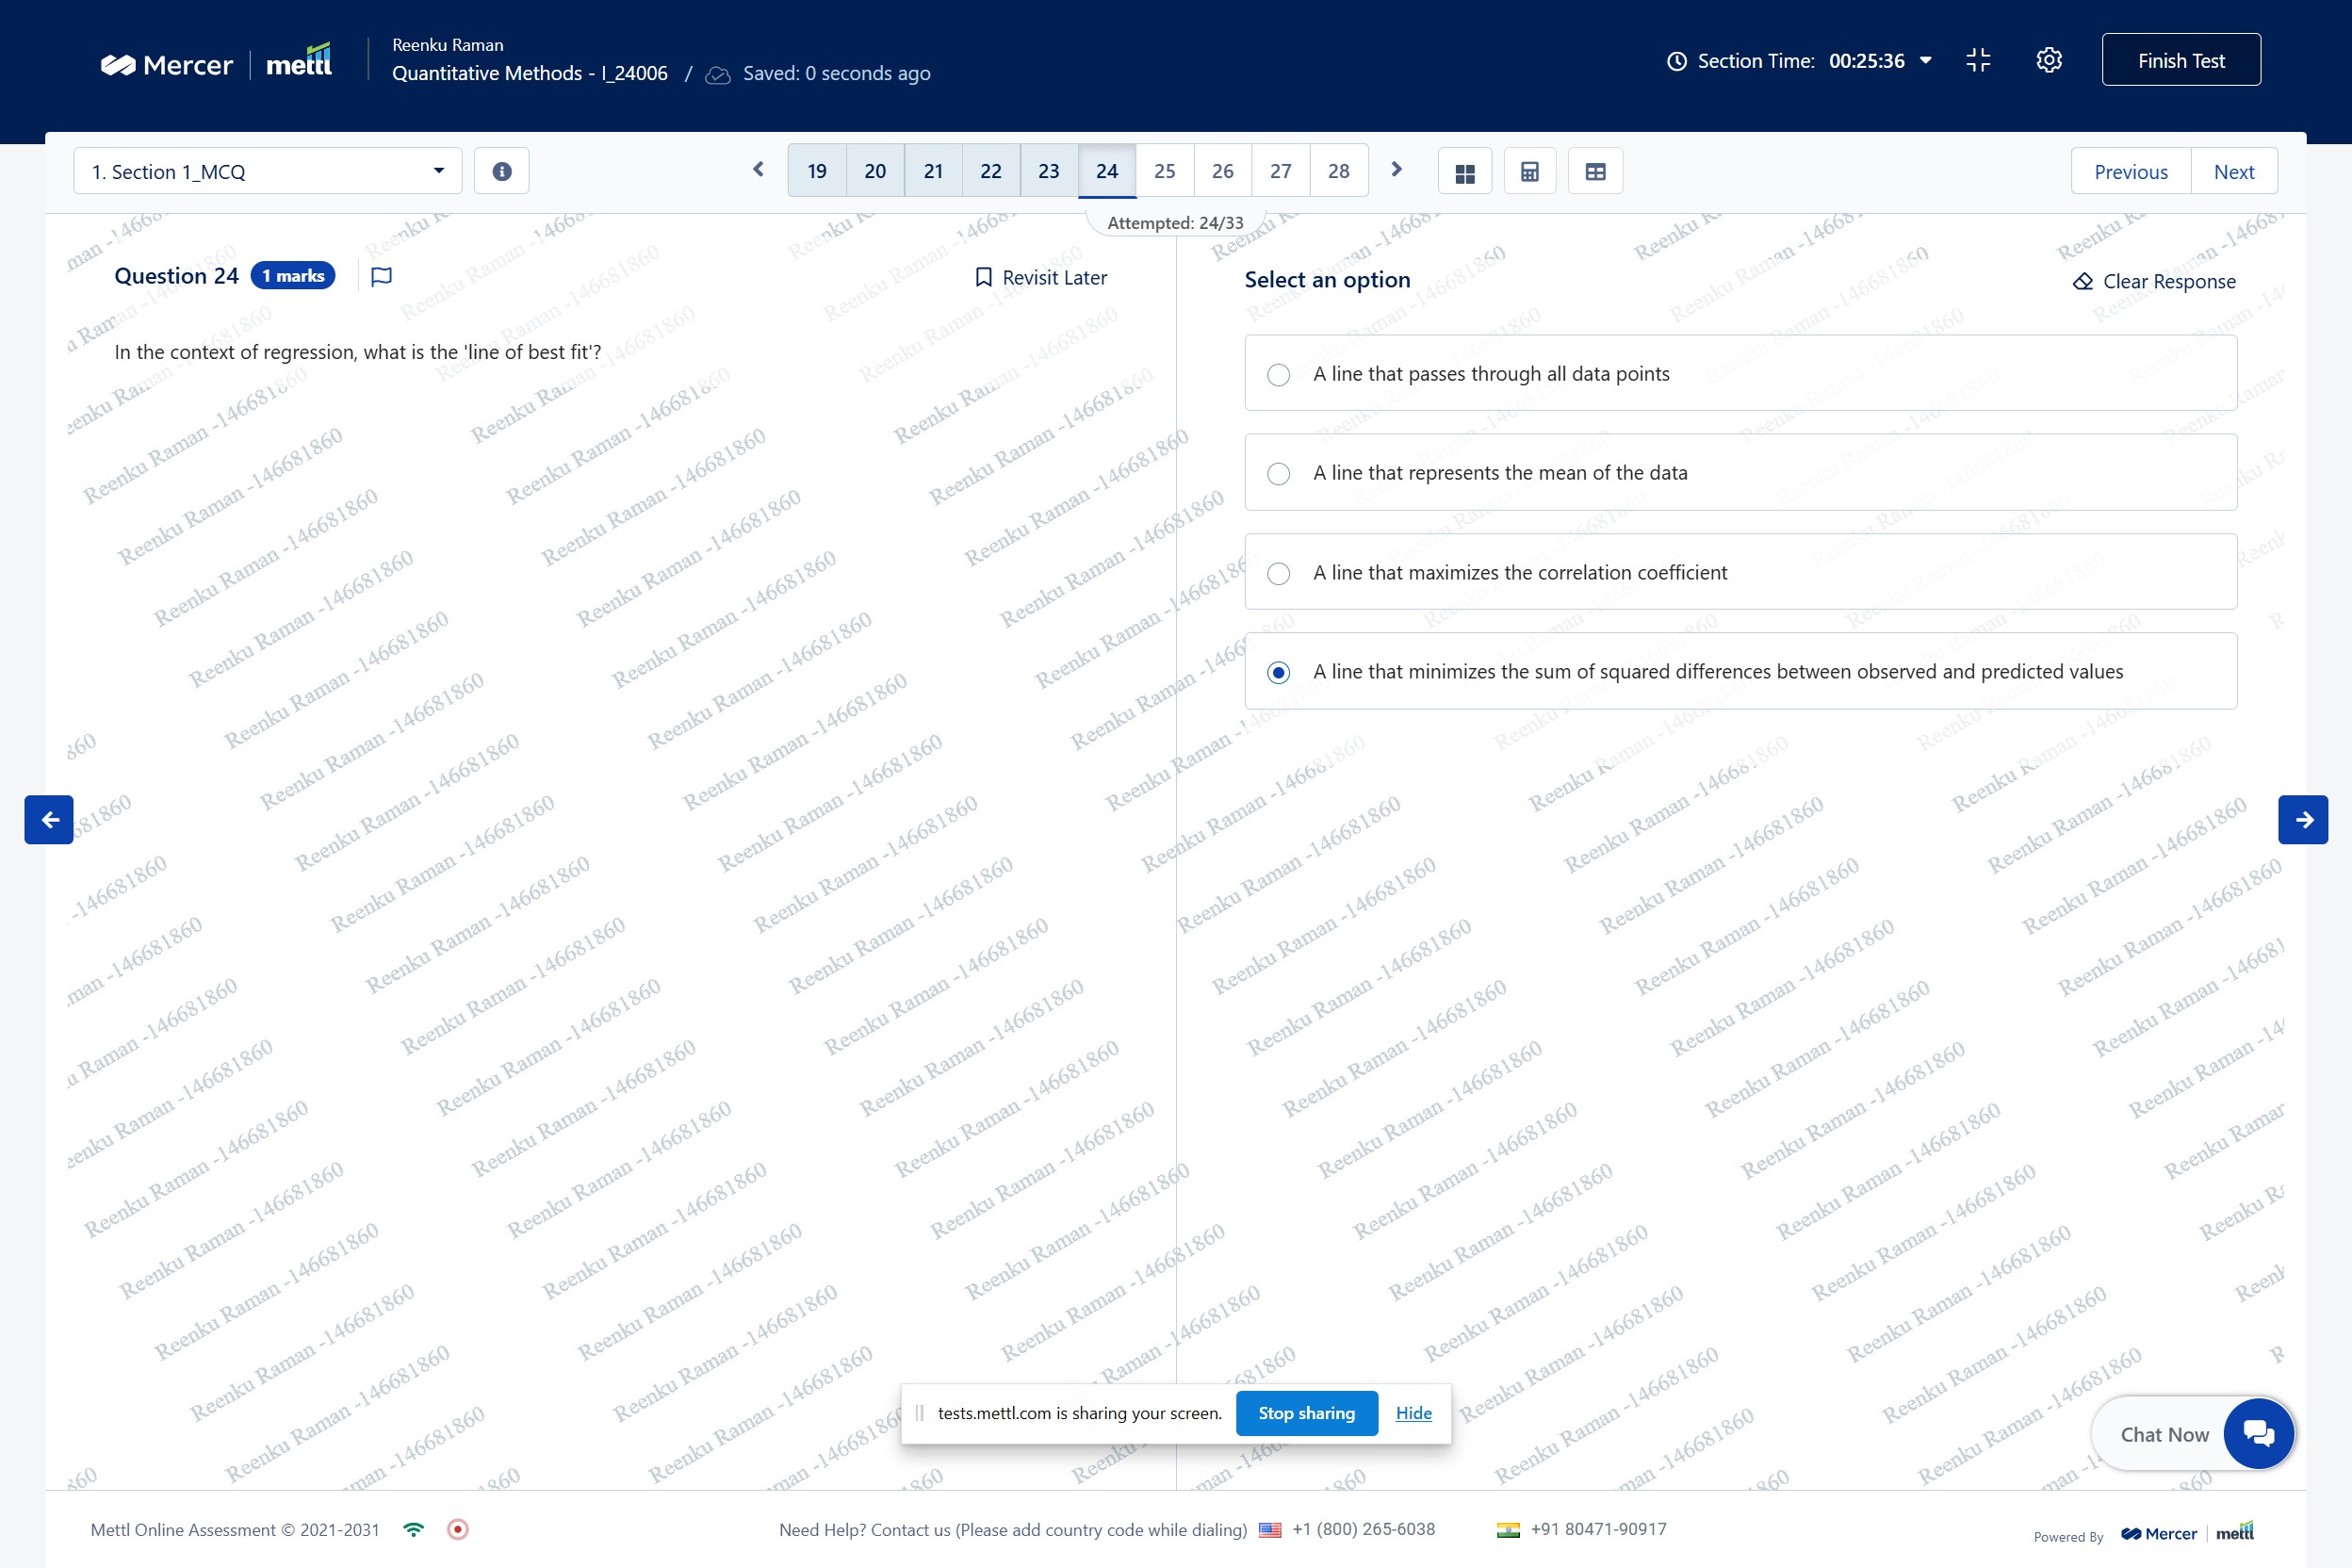 Mercer | mettl
Reenku Raman
Quantitative Methods - I_24006 / Saved: 0 seconds ago
Section Time: 00:25:36
Finish Test
1. Section 1_MCQ
19 20 21 22 23 24 25 26 27 28
Previous Next
Attempted: 24/33
Question 24 1 marks
Revisit Later
In the context of regression, what is the 'line of best fit'?
Select an option
Clear Response
A line that passes through all data points
A line that represents the mean of the data
A line that maximizes the correlation coefficient
A line that minimizes the sum of squared differences between observed and predicted values
Reenku Raman -146681860
tests.mettl.com is sharing your screen. Stop sharing Hide
Chat Now
Mettl Online Assessment © 2021-2031
Need Help? Contact us (Please add country code while dialing) +1 (800) 265-6038 +91 80471-90917
Powered By Mercer | mettl